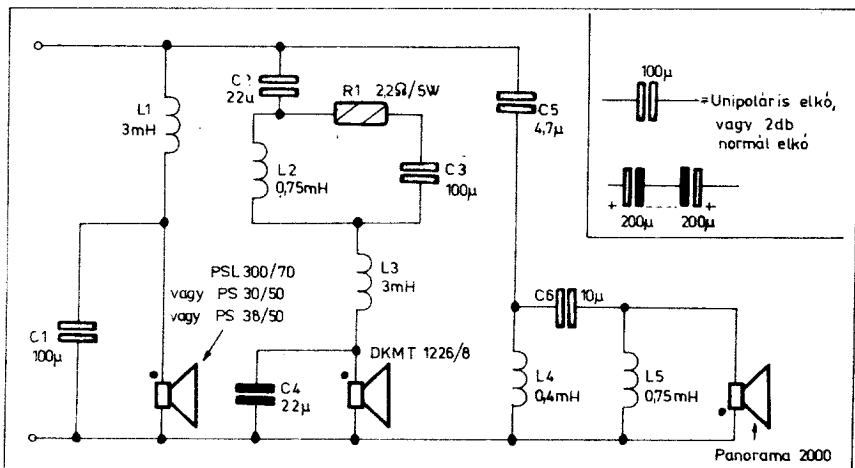 L1
3mH
C2
22µ
R1 2,2Ω/5W
L2
0,75mH
C3
100µ
C5
4,7µ
L3
3mH
PSL 300/70
vagy PS 30/50
vagy PS 38/50
C1
100µ
C4
22µ
DKMT 1226/8
C6 10µ
L4
0,4mH
L5
0,75mH
Panorama 2000
100µ
=Unipoláris elkó,
vagy 2db
normál elkó
+ +
200µ 200µ